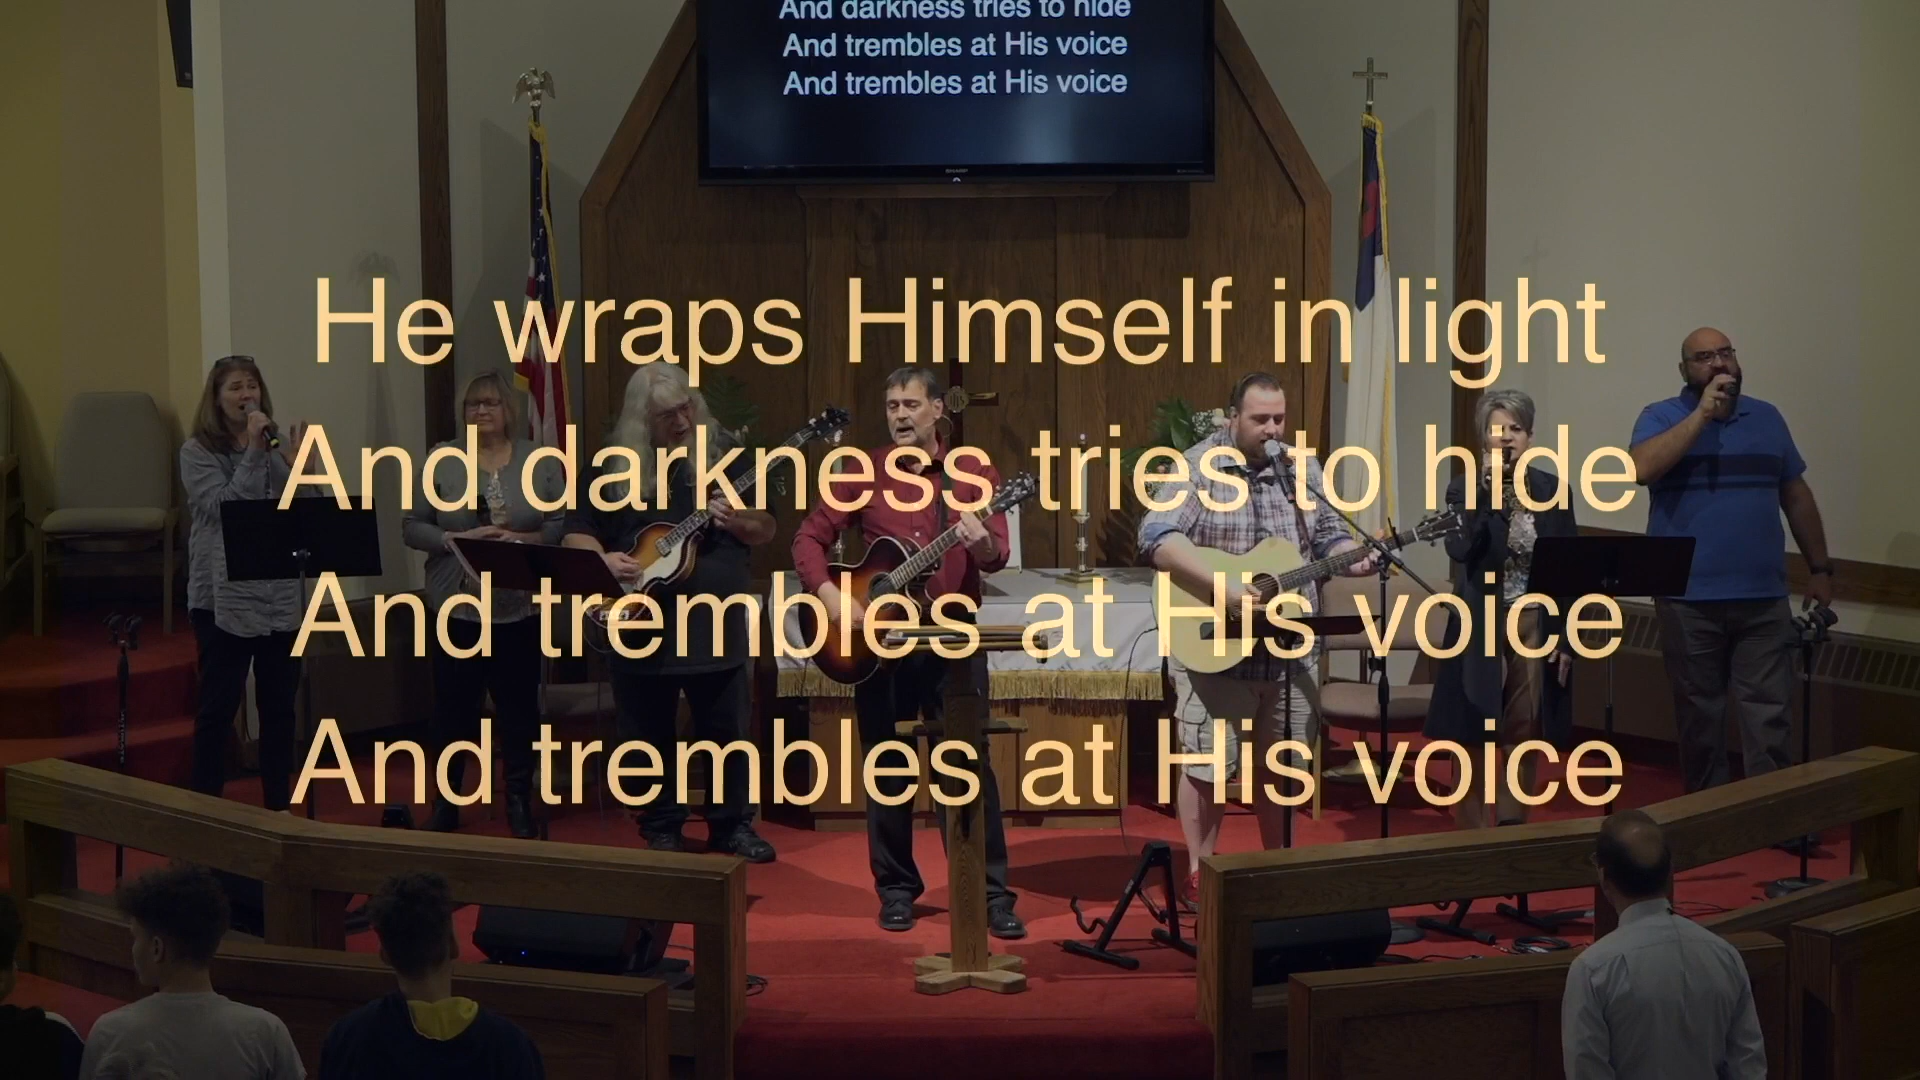 And darkness tries to hide
And trembles at His voice
And trembles at His voice
SHARP
He wraps Himself in light
And darkness tries to hide
And trembles at His voice
And trembles at His voice